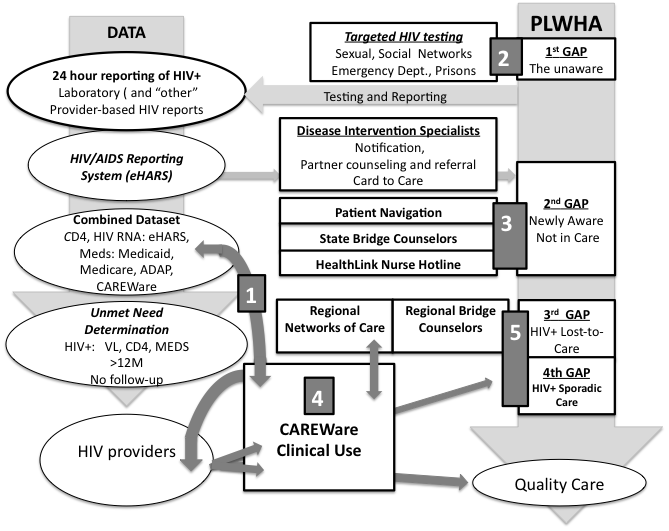 DATA
PLWHA
Targeted HIV testing
Sexual, Social Networks
Emergency Dept., Prisons
2
1st GAP
The unaware
24 hour reporting of HIV+
Laboratory ( and “other”
Provider-based HIV reports
Testing and Reporting
HIV/AIDS Reporting
System (eHARS)
Disease Intervention Specialists
Notification,
Partner counseling and referral
Card to Care
2nd GAP
Newly Aware
Not in Care
3
Patient Navigation
State Bridge Counselors
HealthLink Nurse Hotline
Combined Dataset
CD4, HIV RNA: eHARS,
Meds: Medicaid,
Medicare, ADAP,
CAREWare
1
Unmet Need
Determination
HIV+: VL, CD4, MEDS
>12M
No follow-up
Regional
Networks of Care
Regional Bridge
Counselors
5
3rd GAP
HIV+ Lost-to-
Care
4th GAP
HIV+ Sporadic
Care
4
CAREWare
Clinical Use
HIV providers
Quality Care